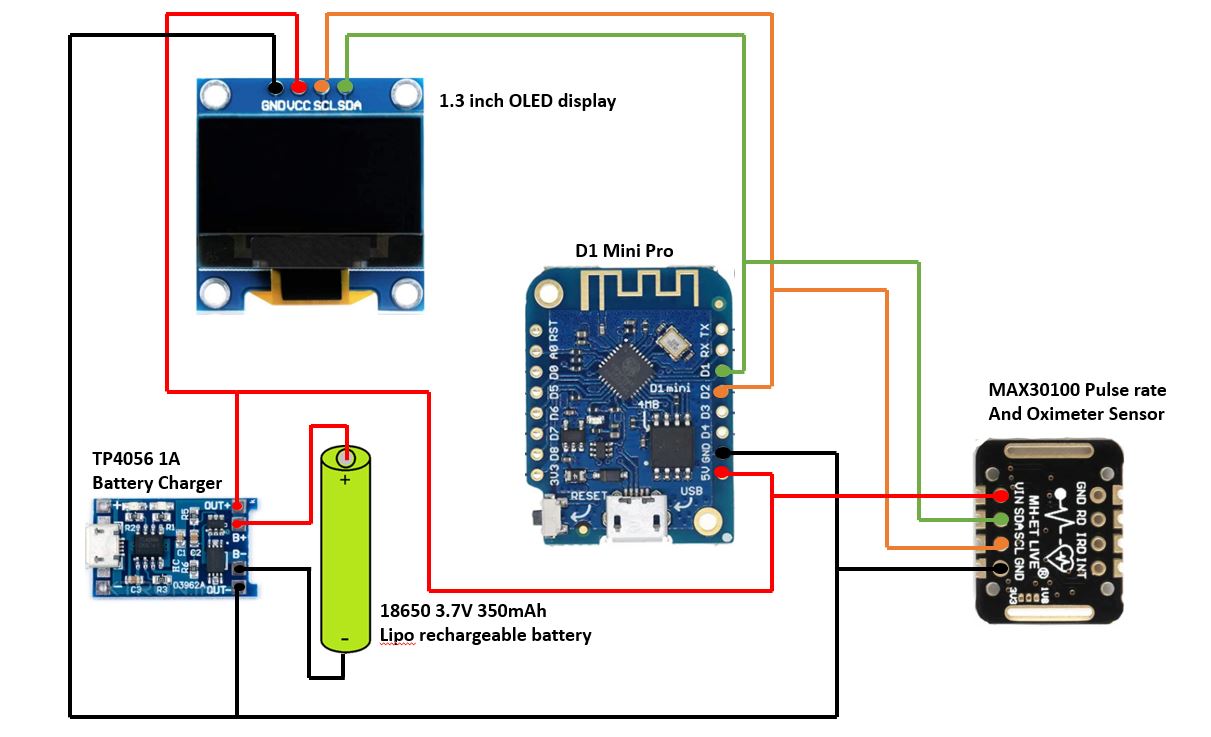 GND VCC SCL SDA
1.3 inch OLED display
D1 Mini Pro
RST
A0
D0
D5
D6
D7
D8
3V3
TX
RX
D1
D2
D3
D4
GND
5V
D1 mini
4MB
RESET
USB
MAX30100 Pulse rate
And Oximeter Sensor
VIN SDA SCL GND
MH-ET LIVE
®
GND RD IRD INT
3V3
1V8
TP4056 1A
Battery Charger
OUT+
B+
B-
OUT-
+
-
R2
R1
R5
C1
C2
R6
C3
R3
03962A
+
-
18650 3.7V 350mAh
Lipo rechargeable battery